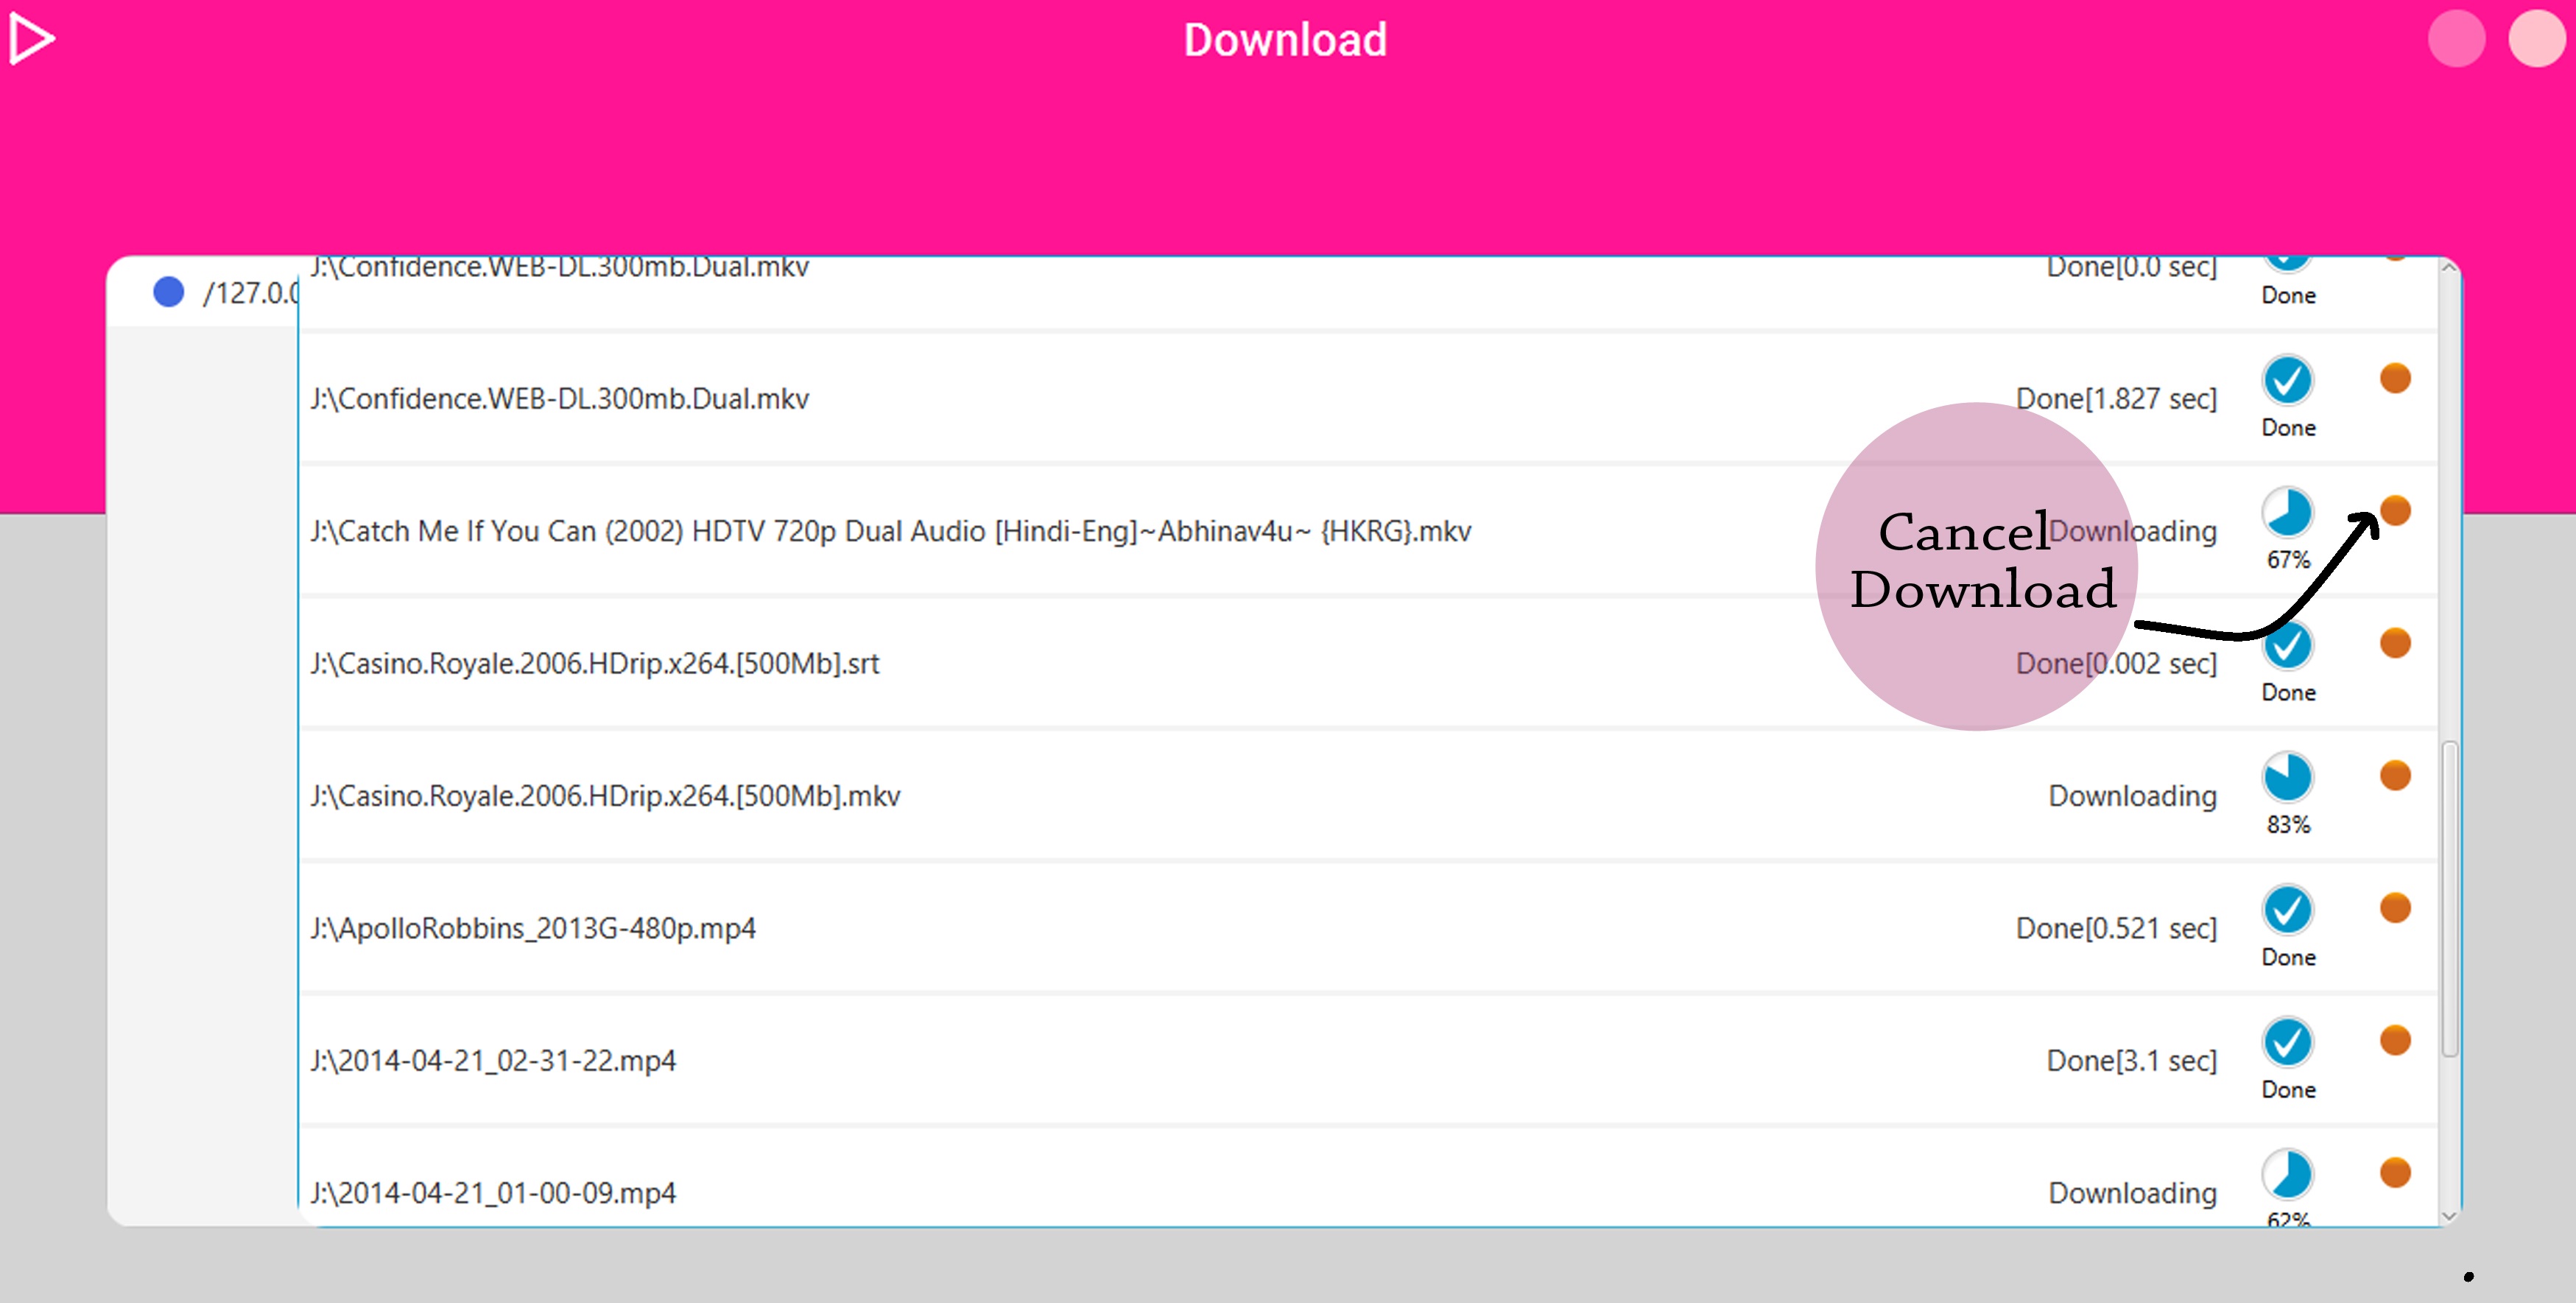 Download
/127.0.0
J:\Confidence.WEB-DL.300mb.Dual.mkv Done[0.0 sec]
Done
J:\Confidence.WEB-DL.300mb.Dual.mkv Done[1.827 sec]
Done
J:\Catch Me If You Can (2002) HDTV 720p Dual Audio [Hindi-Eng]~Abhinav4u~ {HKRG}.mkv Downloading
67%
Cancel
Download
J:\Casino.Royale.2006.HDrip.x264.[500Mb].srt Done[0.002 sec]
Done
J:\Casino.Royale.2006.HDrip.x264.[500Mb].mkv Downloading
83%
J:\ApolloRobbins_2013G-480p.mp4 Done[0.521 sec]
Done
J:\2014-04-21_02-31-22.mp4 Done[3.1 sec]
Done
J:\2014-04-21_01-00-09.mp4 Downloading
62%